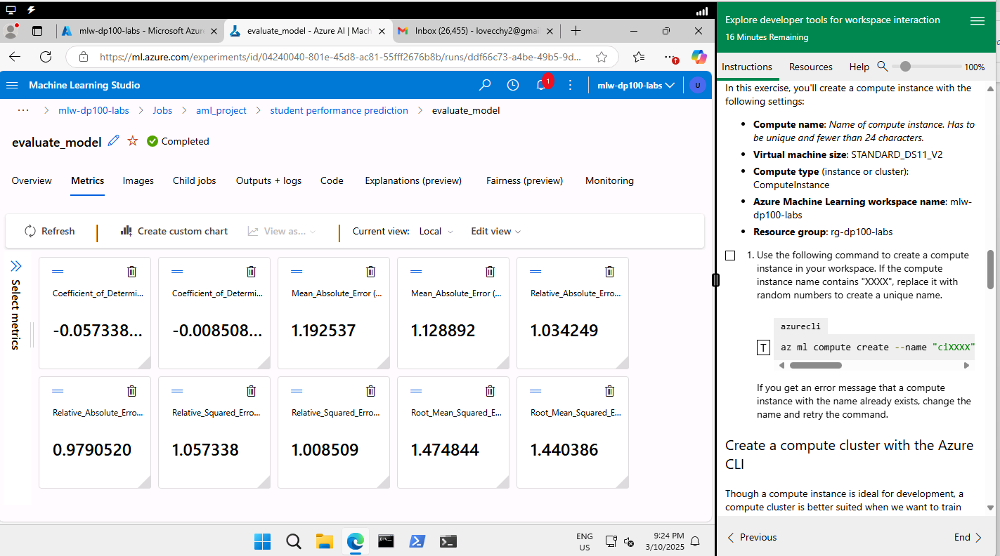 mlw-dp100-labs - Microsoft Azur
evaluate_model - Azure AI | Mach
Inbox (26,455) - lovecchy2@gmai
https://ml.azure.com/experiments/id/04240040-801e-45d8-ac81-55fff2676b8b/runs/ddf66c73-a4be-49b5-9d...
Machine Learning Studio
1
mlw-dp100-labs
U
... > mlw-dp100-labs > Jobs > aml_project > student performance prediction > evaluate_model
evaluate_model
Completed
Overview Metrics Images Child jobs Outputs + logs Code Explanations (preview) Fairness (preview) Monitoring
Refresh Create custom chart View as... Current view: Local Edit view
Select metrics
Coefficient_of_Determi...
-0.057338...
Coefficient_of_Determi...
-0.008508...
Mean_Absolute_Error (...
1.192537
Mean_Absolute_Error (...
1.128892
Relative_Absolute_Erro...
1.034249
Relative_Absolute_Erro...
0.9790520
Relative_Squared_Erro...
1.057338
Relative_Squared_Erro...
1.008509
Root_Mean_Squared_E...
1.474844
Root_Mean_Squared_E...
1.440386
ENG
US
9:24 PM
3/10/2025
Explore developer tools for workspace interaction
16 Minutes Remaining
Instructions Resources Help 100%
In this exercise, you'll create a compute instance with the
following settings:
• Compute name: Name of compute instance. Has to
be unique and fewer than 24 characters.
• Virtual machine size: STANDARD_DS11_V2
• Compute type (instance or cluster):
ComputeInstance
• Azure Machine Learning workspace name: mlw-
dp100-labs
• Resource group: rg-dp100-labs
1. Use the following command to create a compute
instance in your workspace. If the compute
instance name contains "XXXX", replace it with
random numbers to create a unique name.
azurecli
T
az ml compute create --name "ciXXXX"
If you get an error message that a compute
instance with the name already exists, change the
name and retry the command.
Create a compute cluster with the Azure
CLI
Though a compute instance is ideal for development, a
compute cluster is better suited when we want to train
Previous
End